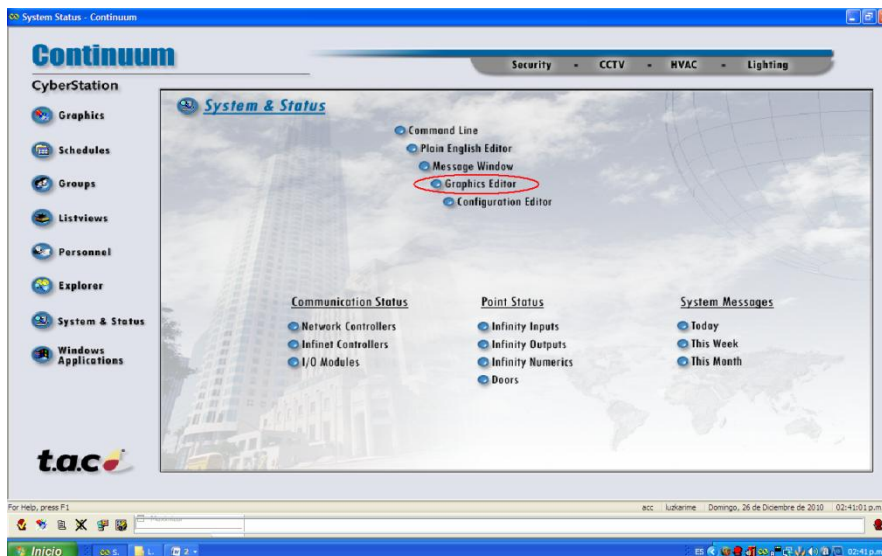 System Status - Continuum
Continuum
CyberStation
Security - CCTV - HVAC - Lighting
Graphics
Schedules
Groups
Listviews
Personnel
Explorer
System & Status
Windows
Applications
System & Status
Command Line
Plain English Editor
Message Window
Graphics Editor
Configuration Editor
Communication Status
Network Controllers
Infinet Controllers
I/O Modules
Point Status
Infinity Inputs
Infinity Outputs
Infinity Numerics
Doors
System Messages
Today
This Week
This Month
t.a.c
For Help, press F1
acc luzkarime Domingo, 26 de Diciembre de 2010 02:41:01 p.m
Inicio S. L. 2 ES 02:41 p.m